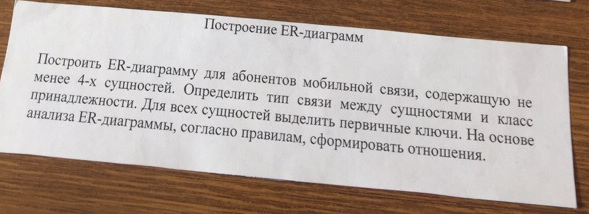 Построение ER-диаграмм
Построить ER-диаграмму для абонентов мобильной связи, содержащую не
менее 4-х сущностей. Определить тип связи между сущностями и класс
принадлежности. Для всех сущностей выделить первичные ключи. На основе
анализа ER-диаграммы, согласно правилам, сформировать отношения.